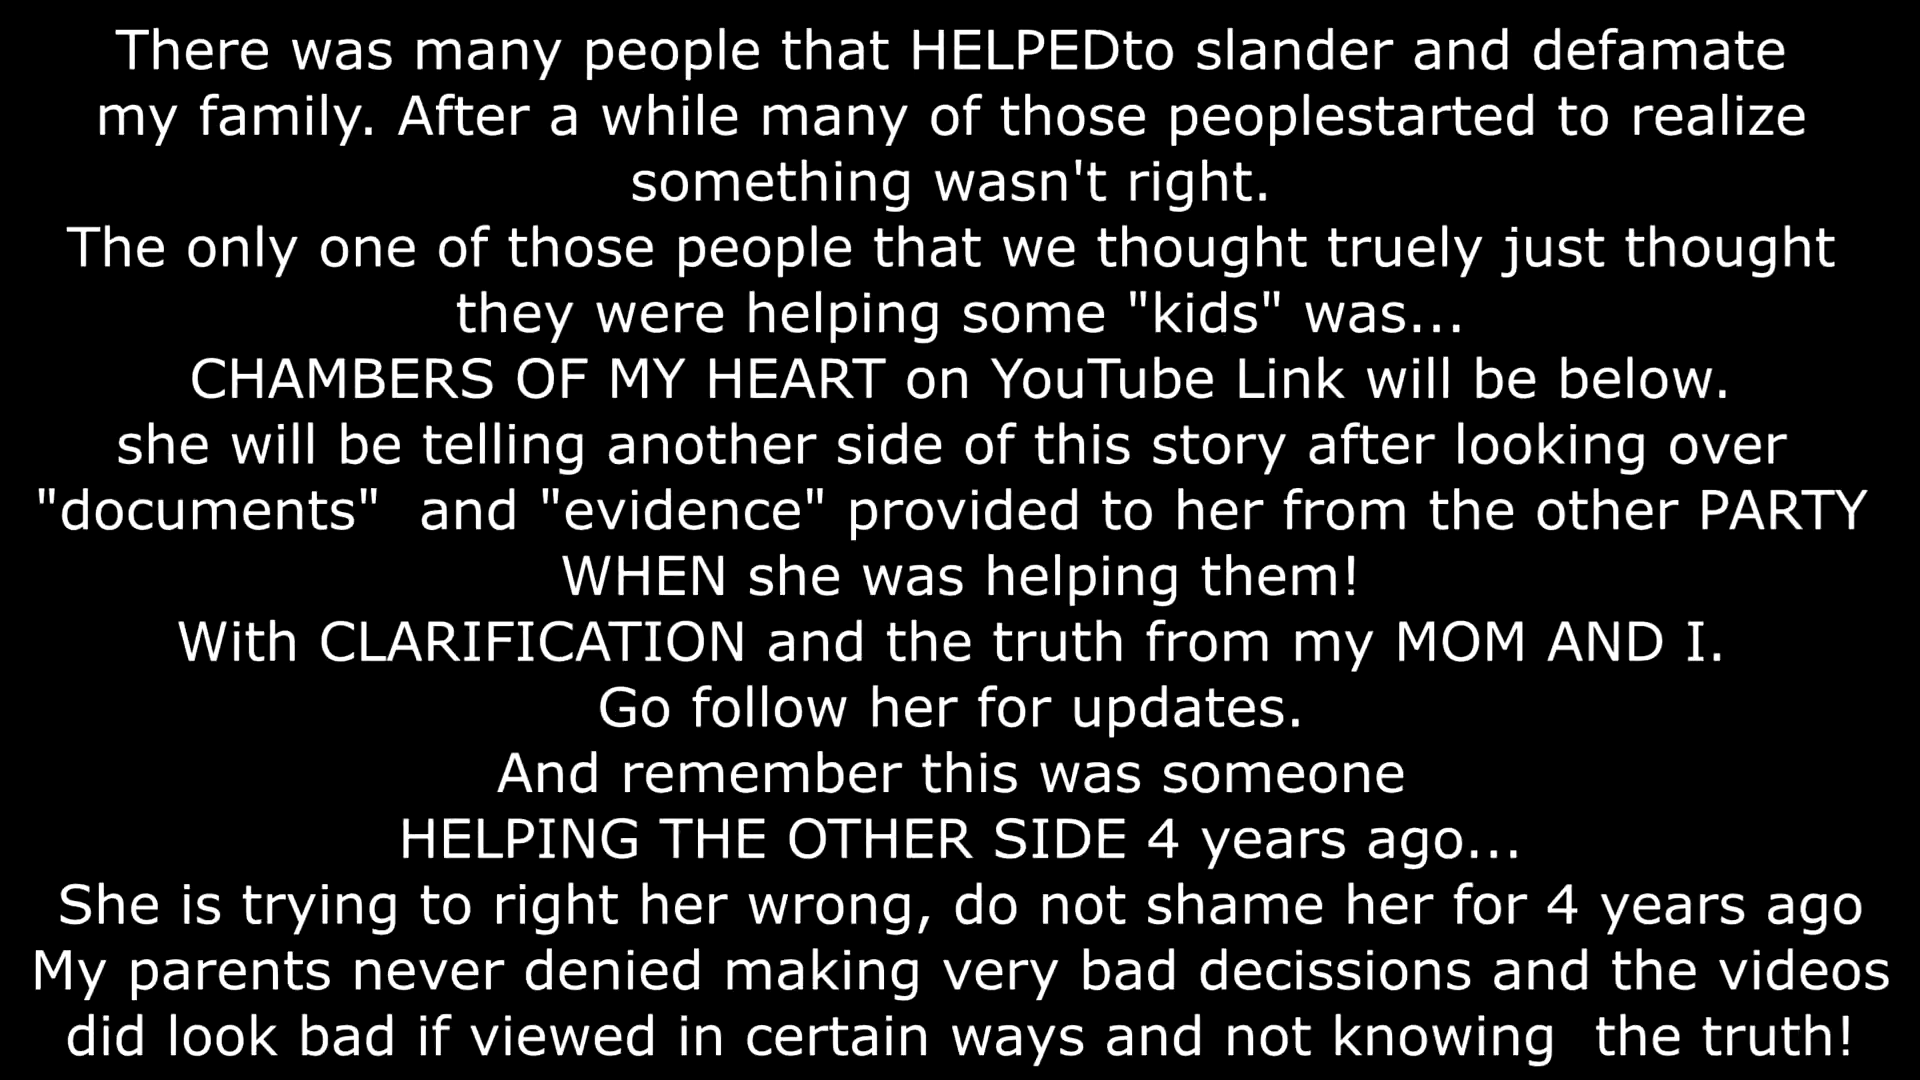 There was many people that HELPEDto slander and defamate
my family. After a while many of those peoplestarted to realize
something wasn't right.
The only one of those people that we thought truely just thought
they were helping some "kids" was...
CHAMBERS OF MY HEART on YouTube Link will be below.
she will be telling another side of this story after looking over
"documents"  and "evidence" provided to her from the other PARTY
WHEN she was helping them!
With CLARIFICATION and the truth from my MOM AND I.
Go follow her for updates.
And remember this was someone
HELPING THE OTHER SIDE 4 years ago...
She is trying to right her wrong, do not shame her for 4 years ago
My parents never denied making very bad decissions and the videos
did look bad if viewed in certain ways and not knowing  the truth!